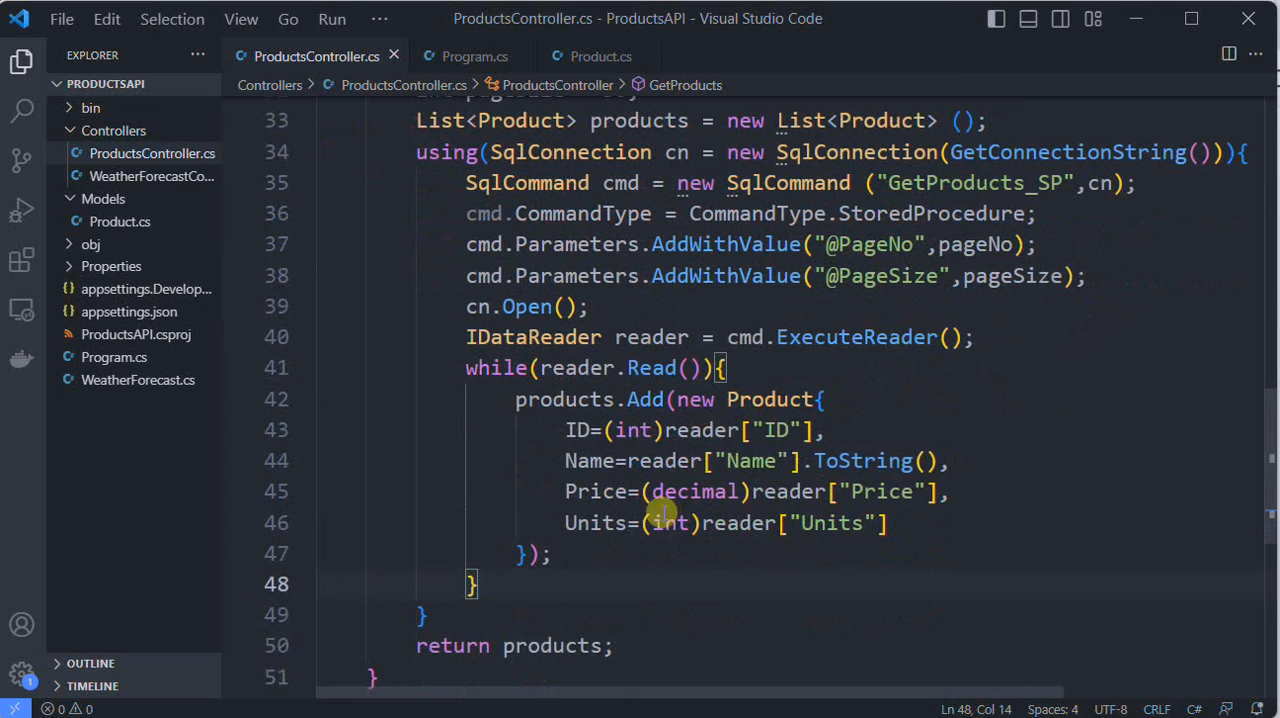 File Edit Selection View Go Run ··· ProductsController.cs - ProductsAPI - Visual Studio Code
EXPLORER ···
PRODUCTSAPI
bin
Controllers
C# ProductsController.cs
C# WeatherForecastCo...
Models
C# Product.cs
obj
Properties
{} appsettings.Develop...
{} appsettings.json
ProductsAPI.csproj
C# Program.cs
C# WeatherForecast.cs
OUTLINE
TIMELINE
1
C# ProductsController.cs C# Program.cs C# Product.cs ···
Controllers > C# ProductsController.cs > ProductsController > GetProducts
33 List<Product> products = new List<Product> ();
34 using(SqlConnection cn = new SqlConnection(GetConnectionString())){
35 SqlCommand cmd = new SqlCommand ("GetProducts_SP",cn);
36 cmd.CommandType = CommandType.StoredProcedure;
37 cmd.Parameters.AddWithValue("@PageNo",pageNo);
38 cmd.Parameters.AddWithValue("@PageSize",pageSize);
39 cn.Open();
40 IDataReader reader = cmd.ExecuteReader();
41 while(reader.Read()){
42 products.Add(new Product{
43 ID=(int)reader["ID"],
44 Name=reader["Name"].ToString(),
45 Price=(decimal)reader["Price"],
46 Units=(int)reader["Units"]
47 });
48 }
49 }
50 return products;
51 }
0 0 Ln 48, Col 14 Spaces: 4 UTF-8 CRLF C#